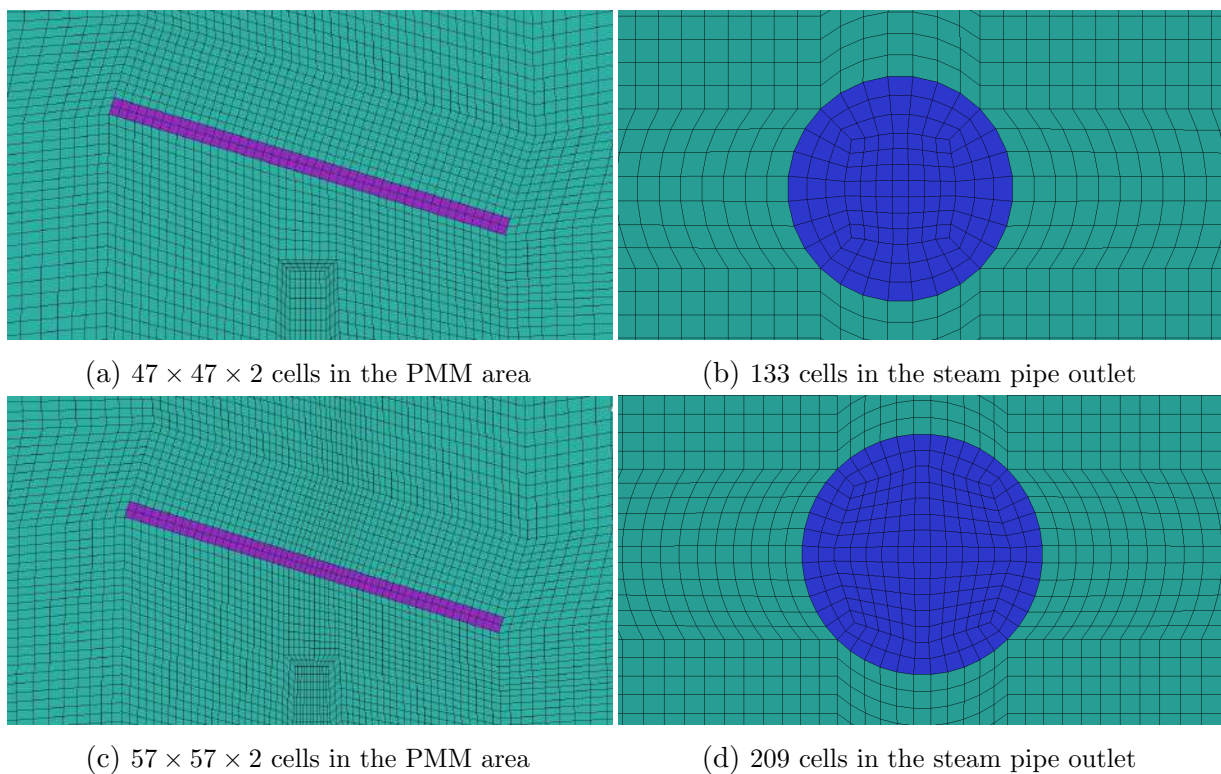 (a) 47 × 47 × 2 cells in the PMM area
(b) 133 cells in the steam pipe outlet
(c) 57 × 57 × 2 cells in the PMM area
(d) 209 cells in the steam pipe outlet